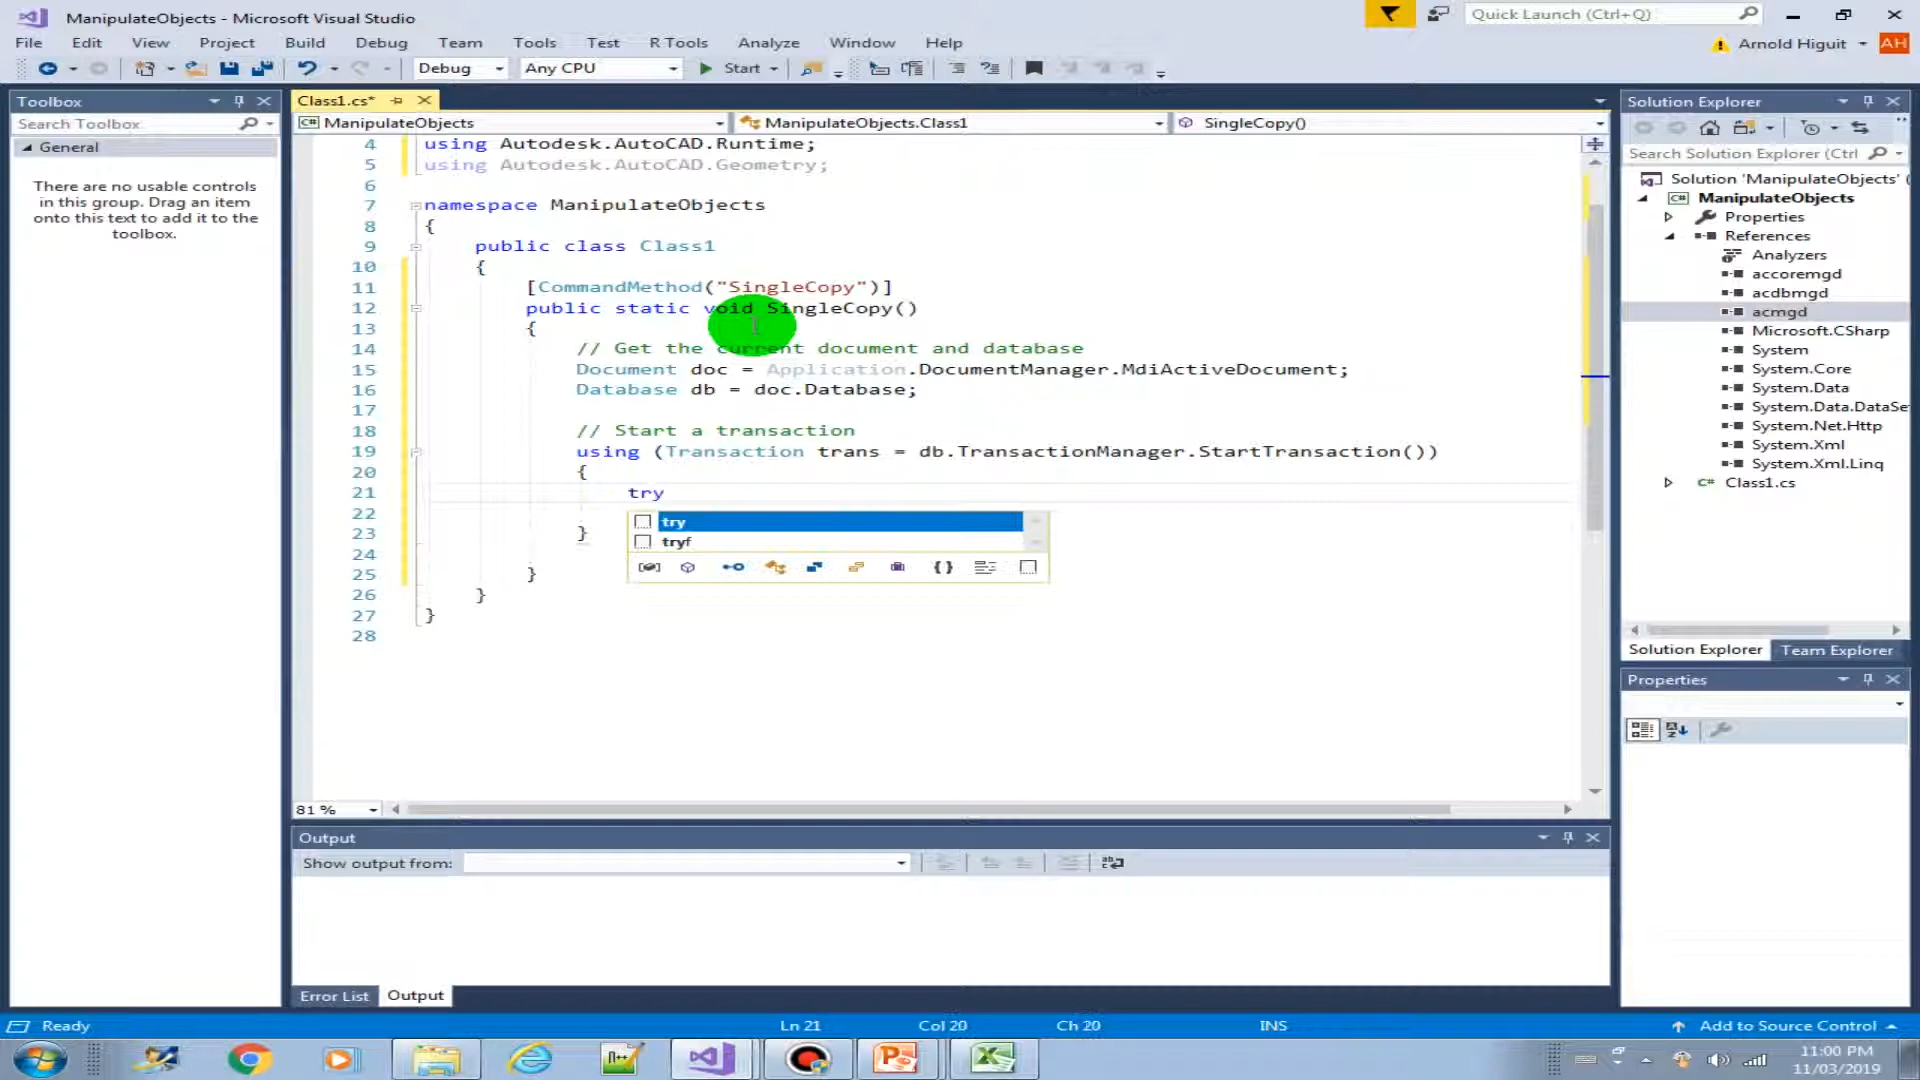 ManipulateObjects - Microsoft Visual Studio
Quick Launch (Ctrl+Q)
File Edit View Project Build Debug Team Tools Test R Tools Analyze Window Help
Arnold Higuit AH
Debug Any CPU Start
Toolbox
Search Toolbox
General
There are no usable controls
in this group. Drag an item
onto this text to add it to the
toolbox.
Class1.cs*
ManipulateObjects ManipulateObjects.Class1 SingleCopy()
4 using Autodesk.AutoCAD.Runtime;
5 using Autodesk.AutoCAD.Geometry;
6
7 namespace ManipulateObjects
8 {
9 public class Class1
10 {
11 [CommandMethod("SingleCopy")]
12 public static void SingleCopy()
13 {
14 // Get the current document and database
15 Document doc = Application.DocumentManager.MdiActiveDocument;
16 Database db = doc.Database;
17
18 // Start a transaction
19 using (Transaction trans = db.TransactionManager.StartTransaction())
20 {
21 try
22
23 }
24
25 }
26 }
27 }
28
try
tryf
81 %
Output
Show output from:
Error List Output
Solution Explorer
Search Solution Explorer (Ctrl
Solution 'ManipulateObjects' (
ManipulateObjects
Properties
References
Analyzers
accoremgd
acdbmgd
acmgd
Microsoft.CSharp
System
System.Core
System.Data
System.Data.DataSe
System.Net.Http
System.Xml
System.Xml.Linq
C# Class1.cs
Solution Explorer Team Explorer
Properties
Ready Ln 21 Col 20 Ch 20 INS Add to Source Control
11:00 PM
11/03/2019